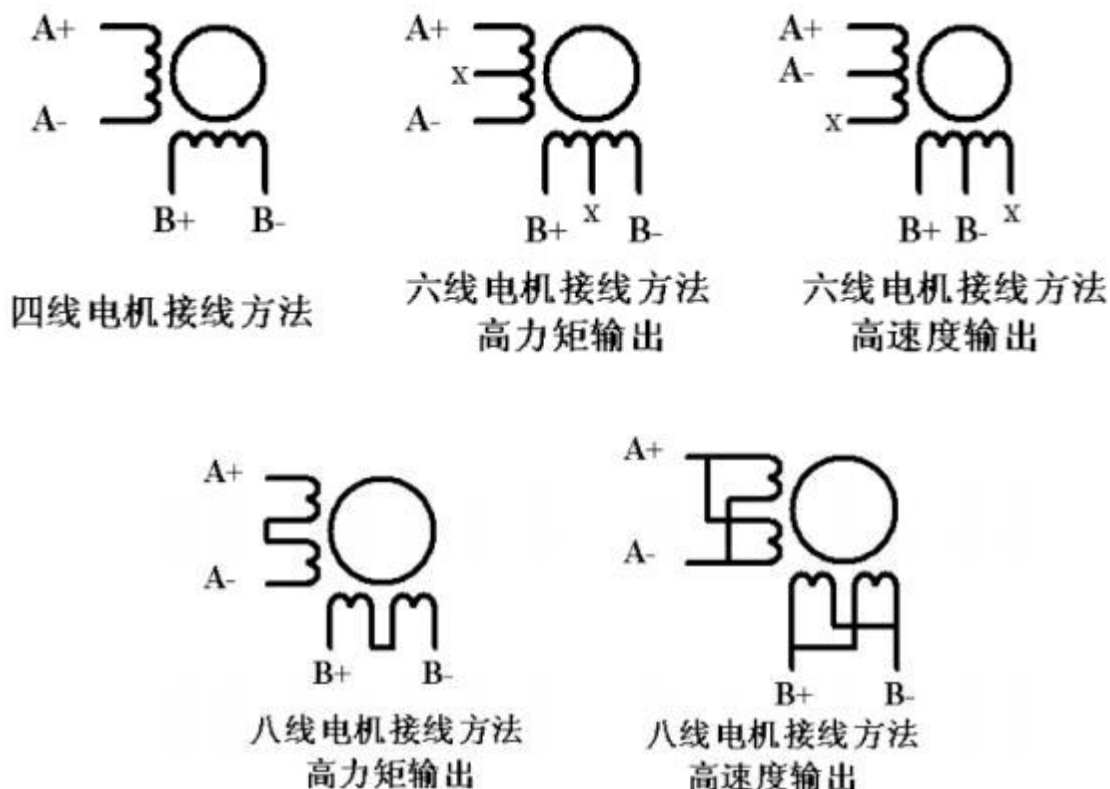 A+
A-
B+ B-
四线电机接线方法
A+
x
A-
B+ x B-
六线电机接线方法
高力矩输出
A+
A-
x
B+ B- x
六线电机接线方法
高速度输出
A+
A-
B+ B-
八线电机接线方法
高力矩输出
A+
A-
B+ B-
八线电机接线方法
高速度输出